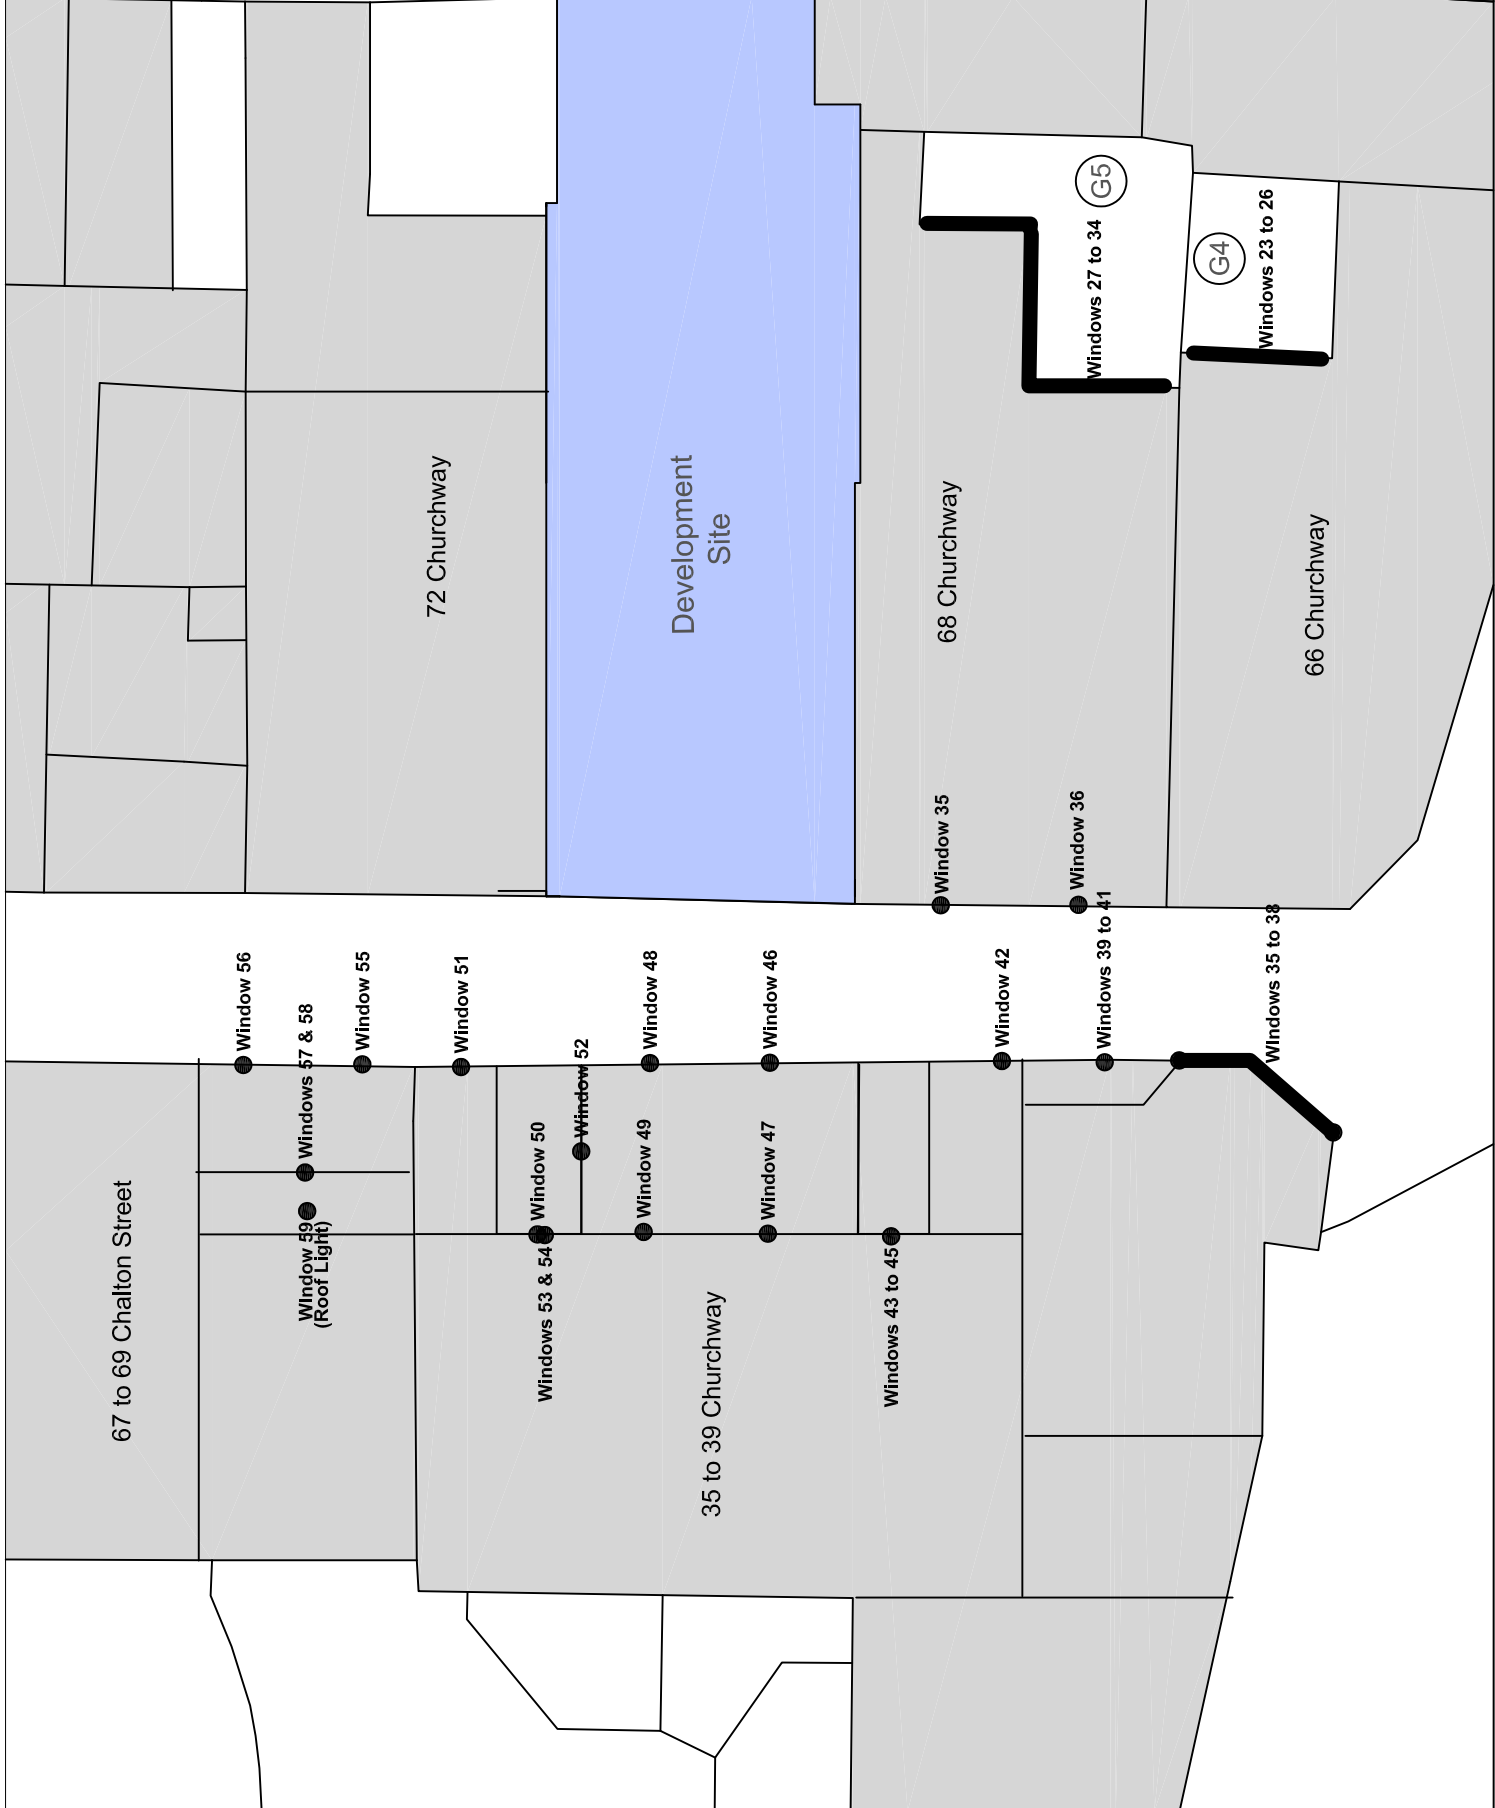 G5
Windows 27 to 34
G4
Windows 23 to 26
72 Churchway
Development
Site
68 Churchway
66 Churchway
Window 35
Window 36
Window 56
Windows 57 & 58
Window 55
Window 51
Window 52
Window 48
Window 46
Window 42
Windows 39 to 41
WIndows 35 to 38
Window 50
Window 49
Window 47
WIndow 59
(Roof Light)
Windows 53 & 54
Windows 43 to 45
67 to 69 Chalton Street
35 to 39 Churchway